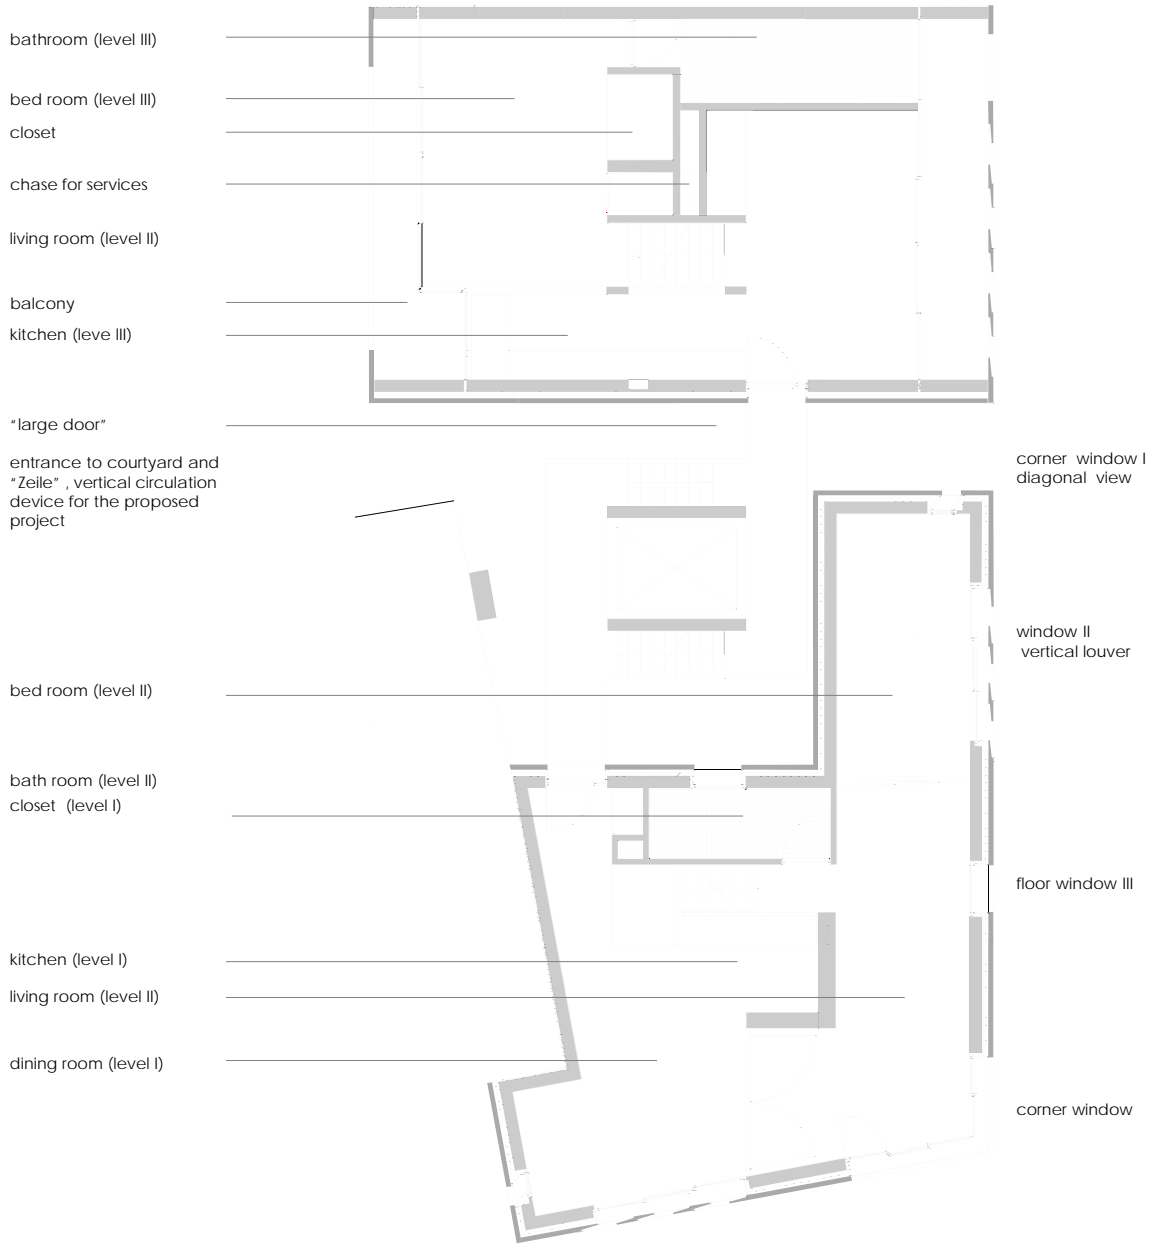 bathroom (level III)
bed room (level III)
closet
chase for services
living room (level II)
balcony
kitchen (leve III)
“large door”
entrance to courtyard and
“Zeile” , vertical circulation
device for the proposed
project
bed room (level II)
bath room (level II)
closet  (level I)
kitchen (level I)
living room (level II)
dining room (level I)
corner  window I
diagonal  view
window II
vertical louver
floor window III
corner window